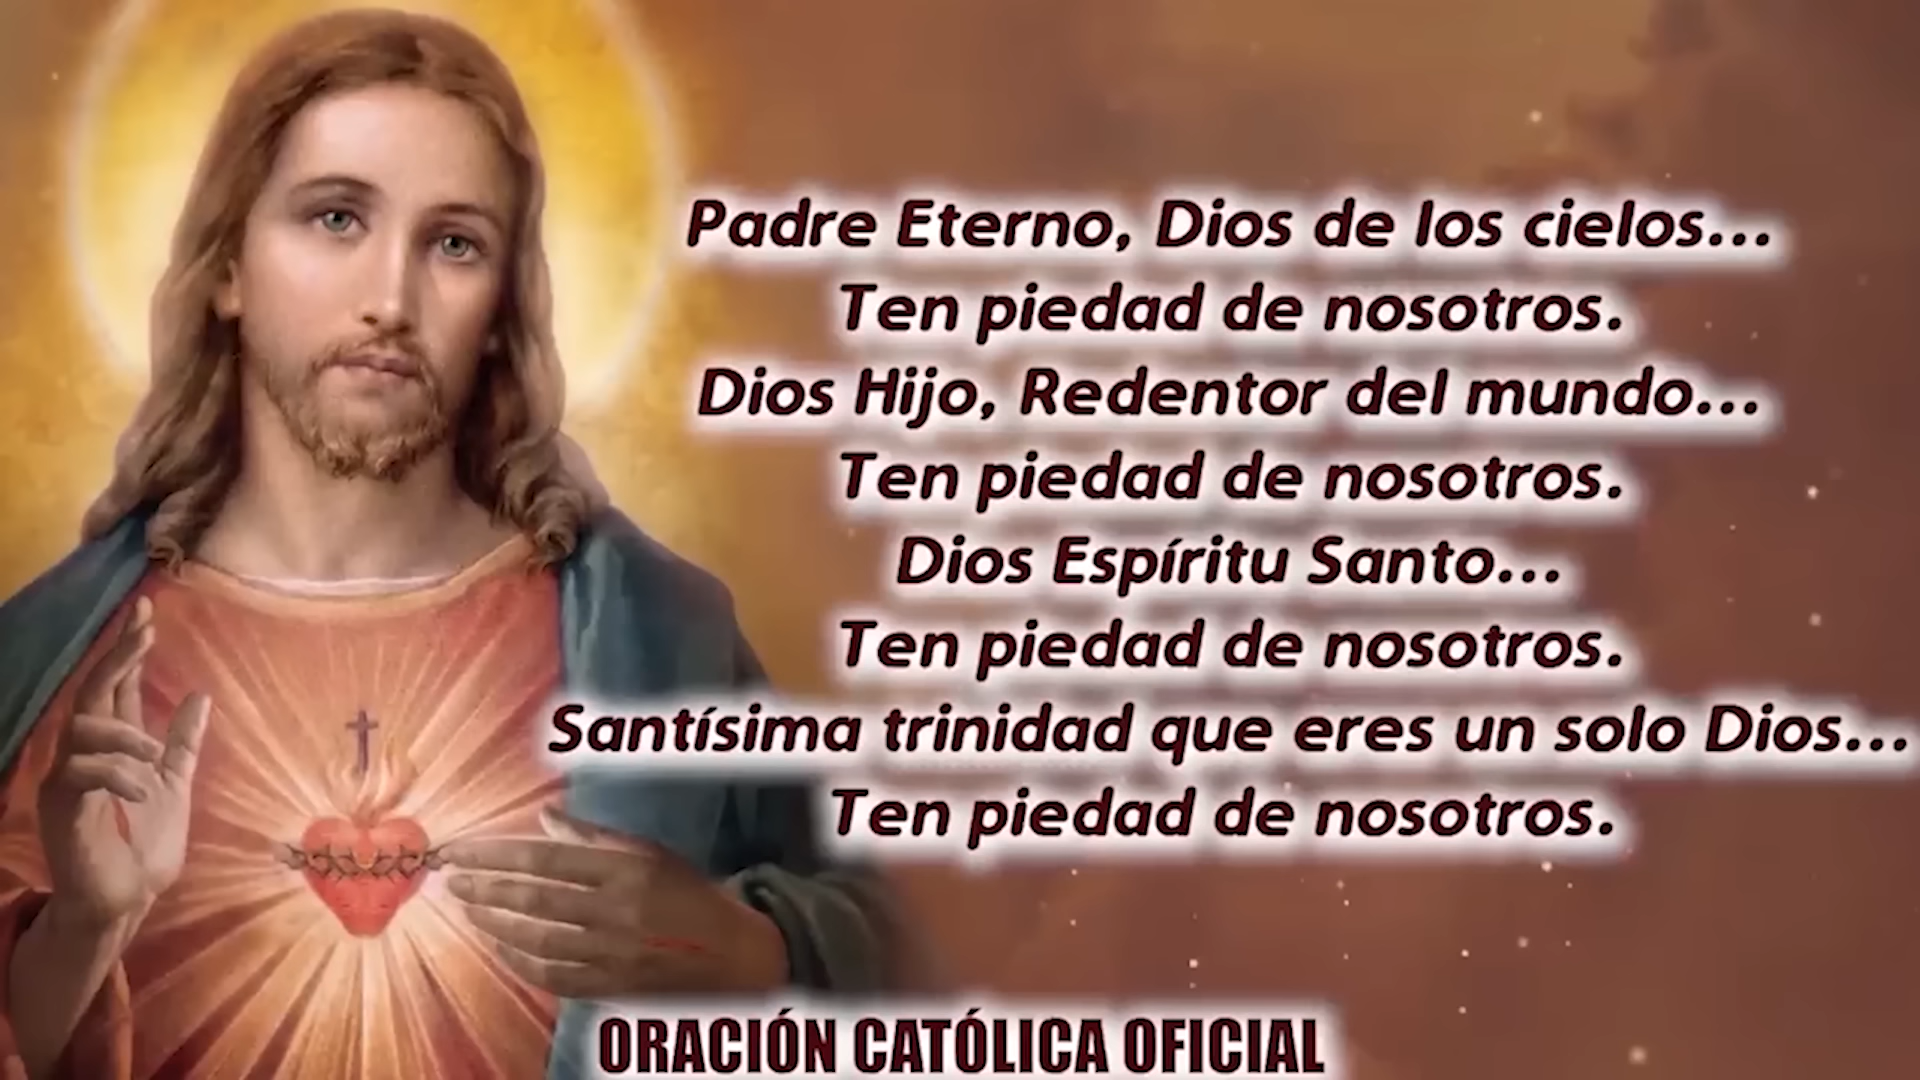 Padre Eterno, Dios de los cielos...
Ten piedad de nosotros.
Dios Hijo, Redentor del mundo...
Ten piedad de nosotros.
Dios Espíritu Santo...
Ten piedad de nosotros.
Santísima trinidad que eres un solo Dios...
Ten piedad de nosotros.
ORACIÓN CATÓLICA OFICIAL